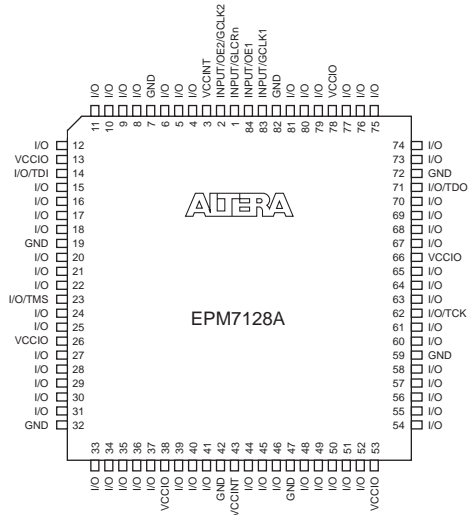 I/O I/O I/O I/O GND I/O I/O I/O VCCINT INPUT/OE2/GCLK2 INPUT/GLCRn INPUT/OE1 INPUT/GCLK1 GND I/O I/O I/O VCCIO I/O I/O I/O
11 10 9 8 7 6 5 4 3 2 1 84 83 82 81 80 79 78 77 76 75
I/O 12 74 I/O
VCCIO 13 73 I/O
I/O/TDI 14 72 GND
I/O 15 71 I/O/TDO
I/O 16 70 I/O
I/O 17 69 I/O
I/O 18 68 I/O
GND 19 67 I/O
I/O 20 66 VCCIO
I/O 21 65 I/O
I/O 22 64 I/O
I/O/TMS 23 63 I/O
I/O 24 62 I/O/TCK
I/O 25 61 I/O
VCCIO 26 60 I/O
I/O 27 59 GND
I/O 28 58 I/O
I/O 29 57 I/O
I/O 30 56 I/O
I/O 31 55 I/O
GND 32 54 I/O
ALTERA
EPM7128A
33 34 35 36 37 38 39 40 41 42 43 44 45 46 47 48 49 50 51 52 53
I/O I/O I/O I/O I/O VCCIO I/O I/O I/O GND VCCINT I/O I/O I/O GND I/O I/O I/O I/O I/O VCCIO